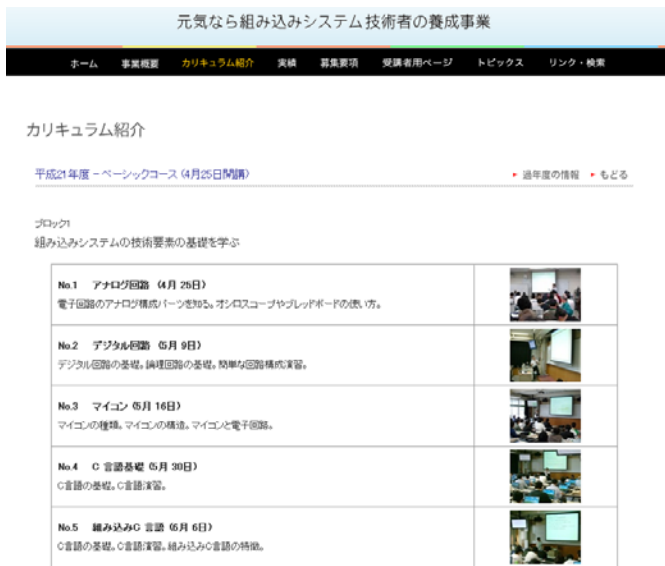 元気なら組み込みシステム技術者の養成事業
ホーム 事業概要 カリキュラム紹介 実績 募集要項 受講者用ページ トピックス リンク・検索
カリキュラム紹介
平成21年度 - ベーシックコース (4月25日開講) 過年度の情報 もどる
ブロック1
組み込みシステムの技術要素の基礎を学ぶ
No.1 アナログ回路 (4月 25日)
電子回路のアナログ構成パーツを知る。オシロスコープやブレッドボードの使い方。
No.2 デジタル回路 (5月 9日)
デジタル回路の基礎。論理回路の基礎。簡単な回路構成演習。
No.3 マイコン (5月 16日)
マイコンの種類。マイコンの構造。マイコンと電子回路。
No.4 C 言語基礎 (5月 30日)
C言語の基礎。C言語演習。
No.5 組み込みC 言語 (6月 6日)
C言語の基礎。C言語演習。組み込みC言語の特徴。